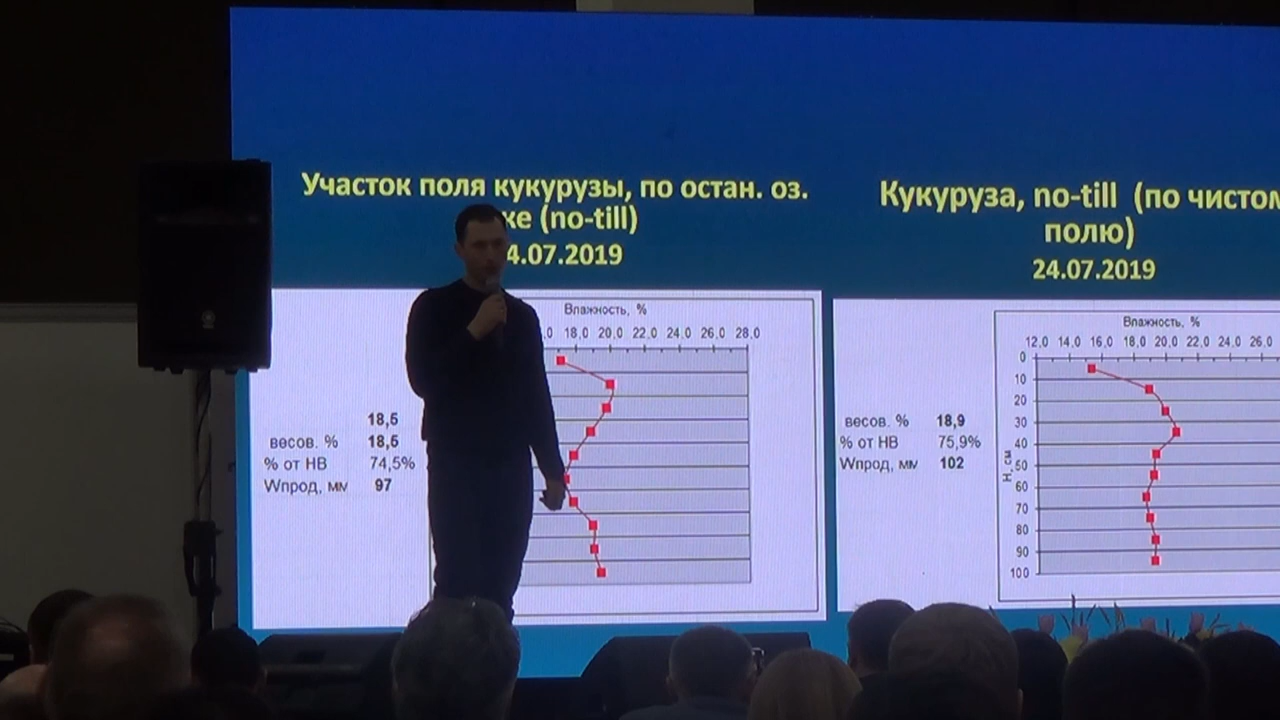 Участок поля кукурузы, по остан. оз.
ке (no-till)
4.07.2019
Влажность, %
,0 18,0 20,0 22,0 24,0 26,0 28,0
18,5
весов. % 18,5
% от НВ 74,5%
Wпрод, мм 97
Кукуруза, no-till (по чистом
полю)
24.07.2019
Влажность, %
12,0 14,0 16,0 18,0 20,0 22,0 24,0 26,0
0
10
20
30
40
50
60
70
80
90
100
H, см
весов. % 18,9
% от НВ 75,9%
Wпрод, мм 102